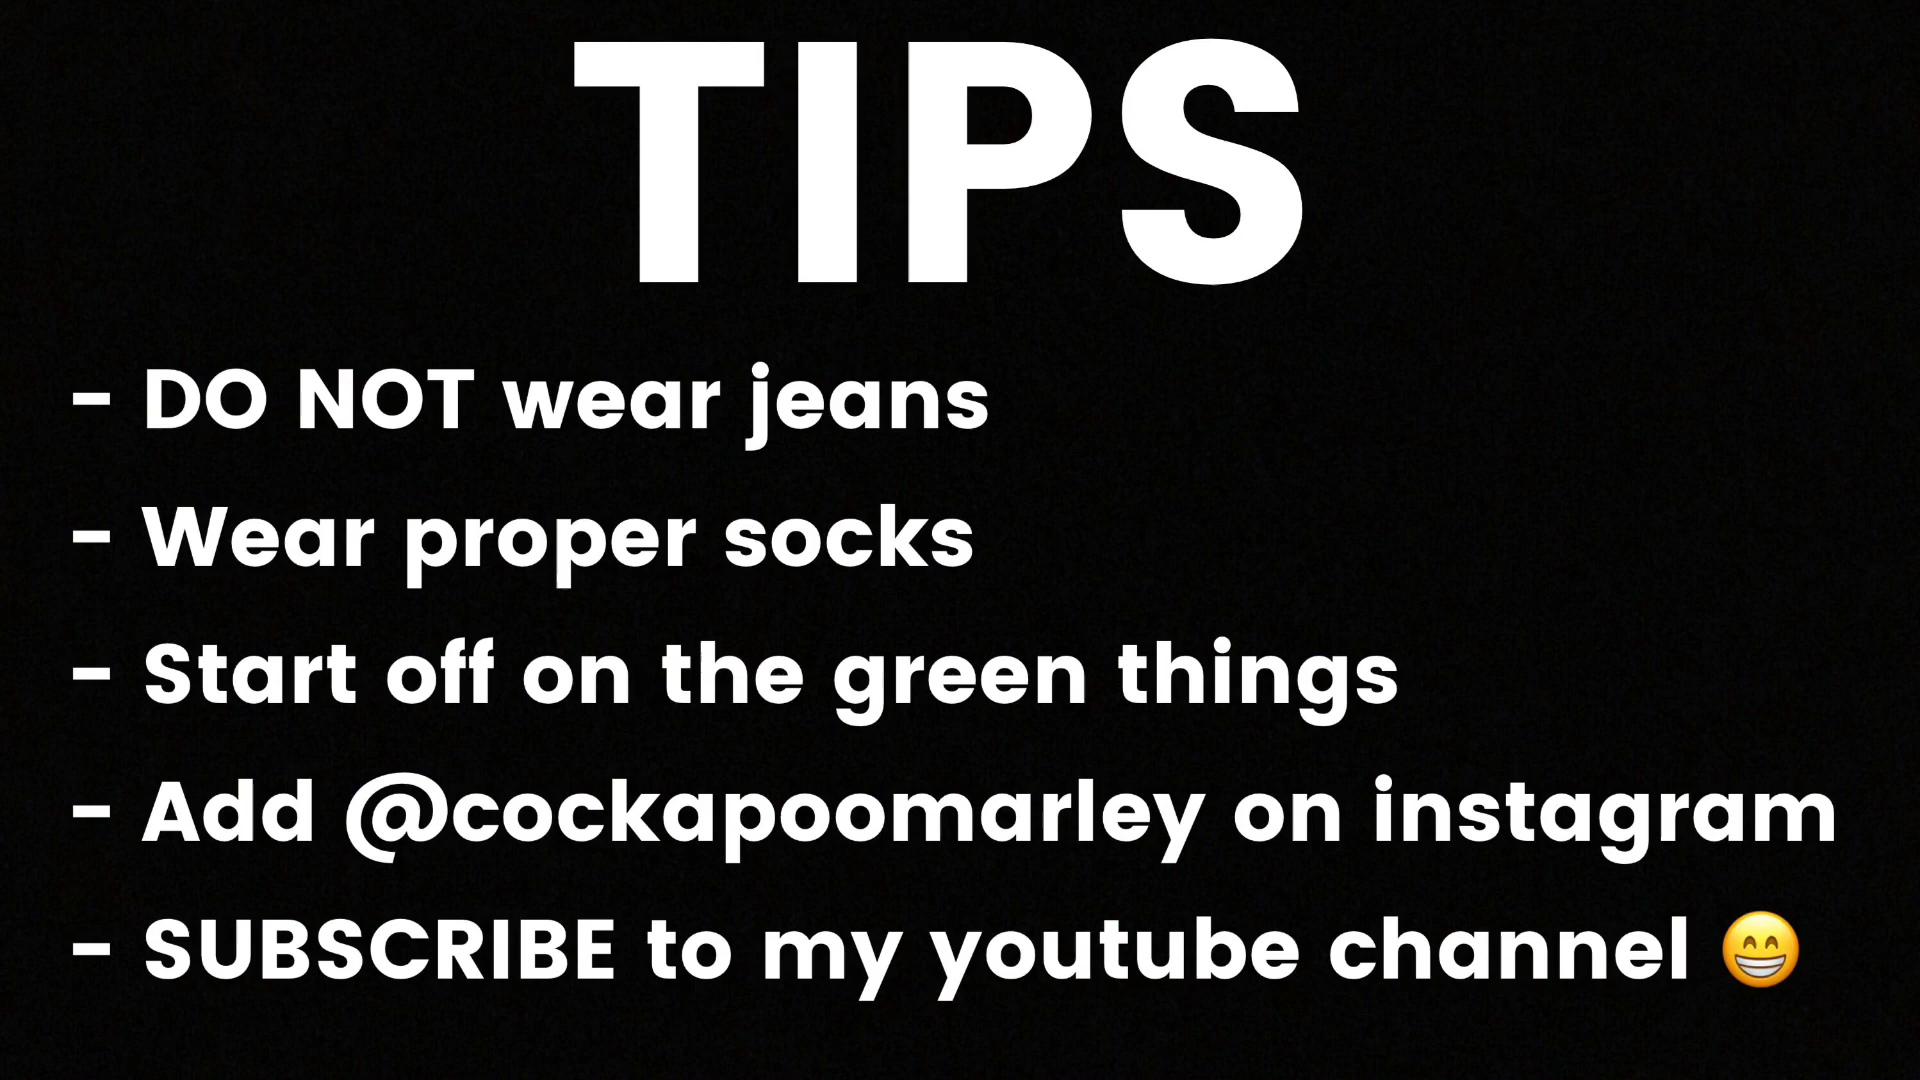 TIPS
- DO NOT wear jeans
- Wear proper socks
- Start off on the green things
- Add @cockapoomarley on instagram
- SUBSCRIBE to my youtube channel 😁